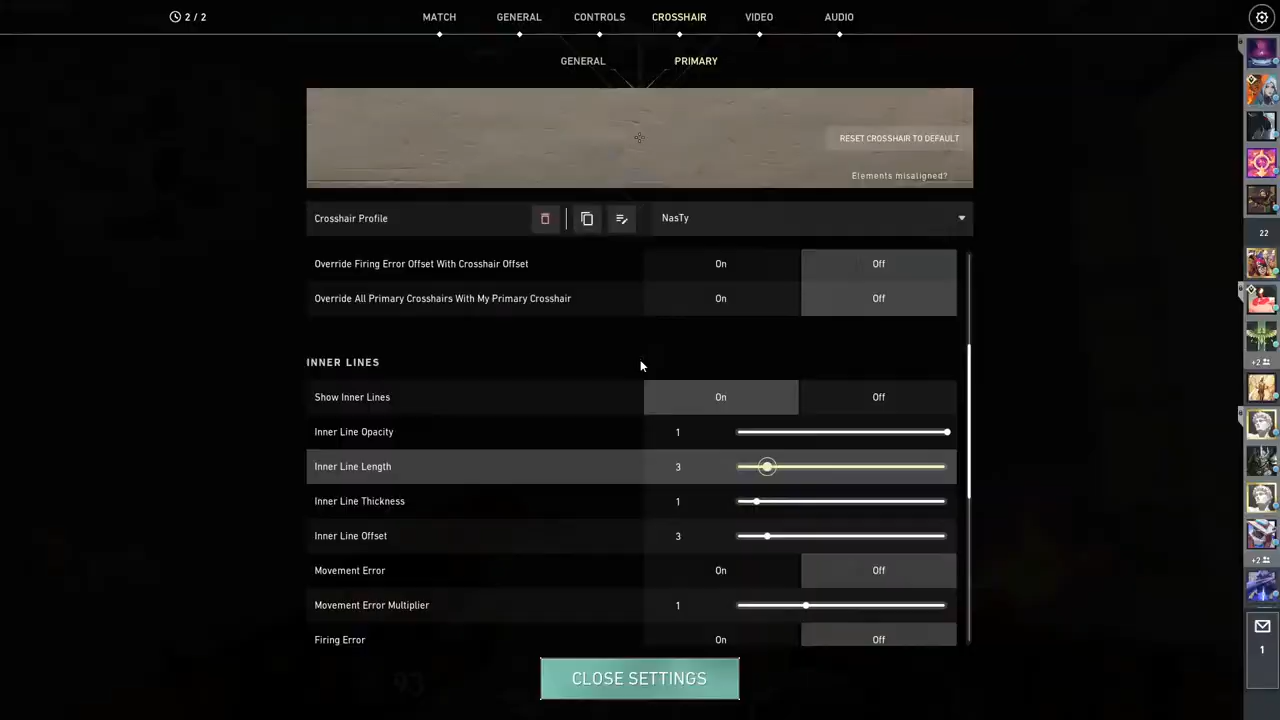 2 / 2
MATCH
GENERAL
CONTROLS
CROSSHAIR
VIDEO
AUDIO
GENERAL
PRIMARY
RESET CROSSHAIR TO DEFAULT
Elements misaligned?
Crosshair Profile
NasTy
22
Override Firing Error Offset With Crosshair Offset On Off
Override All Primary Crosshairs With My Primary Crosshair On Off
INNER LINES
+2
Show Inner Lines On Off
Inner Line Opacity 1
Inner Line Length 3
Inner Line Thickness 1
Inner Line Offset 3
+2
Movement Error On Off
Movement Error Multiplier 1
Firing Error On Off
1
CLOSE SETTINGS
93